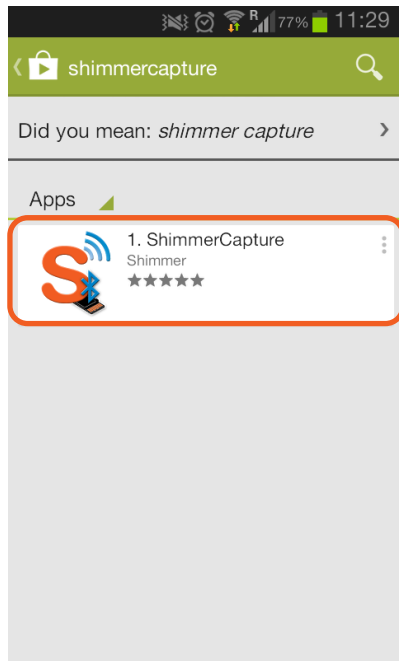 R 77% 11:29
shimmercapture
Did you mean: shimmer capture
Apps
1. ShimmerCapture
Shimmer